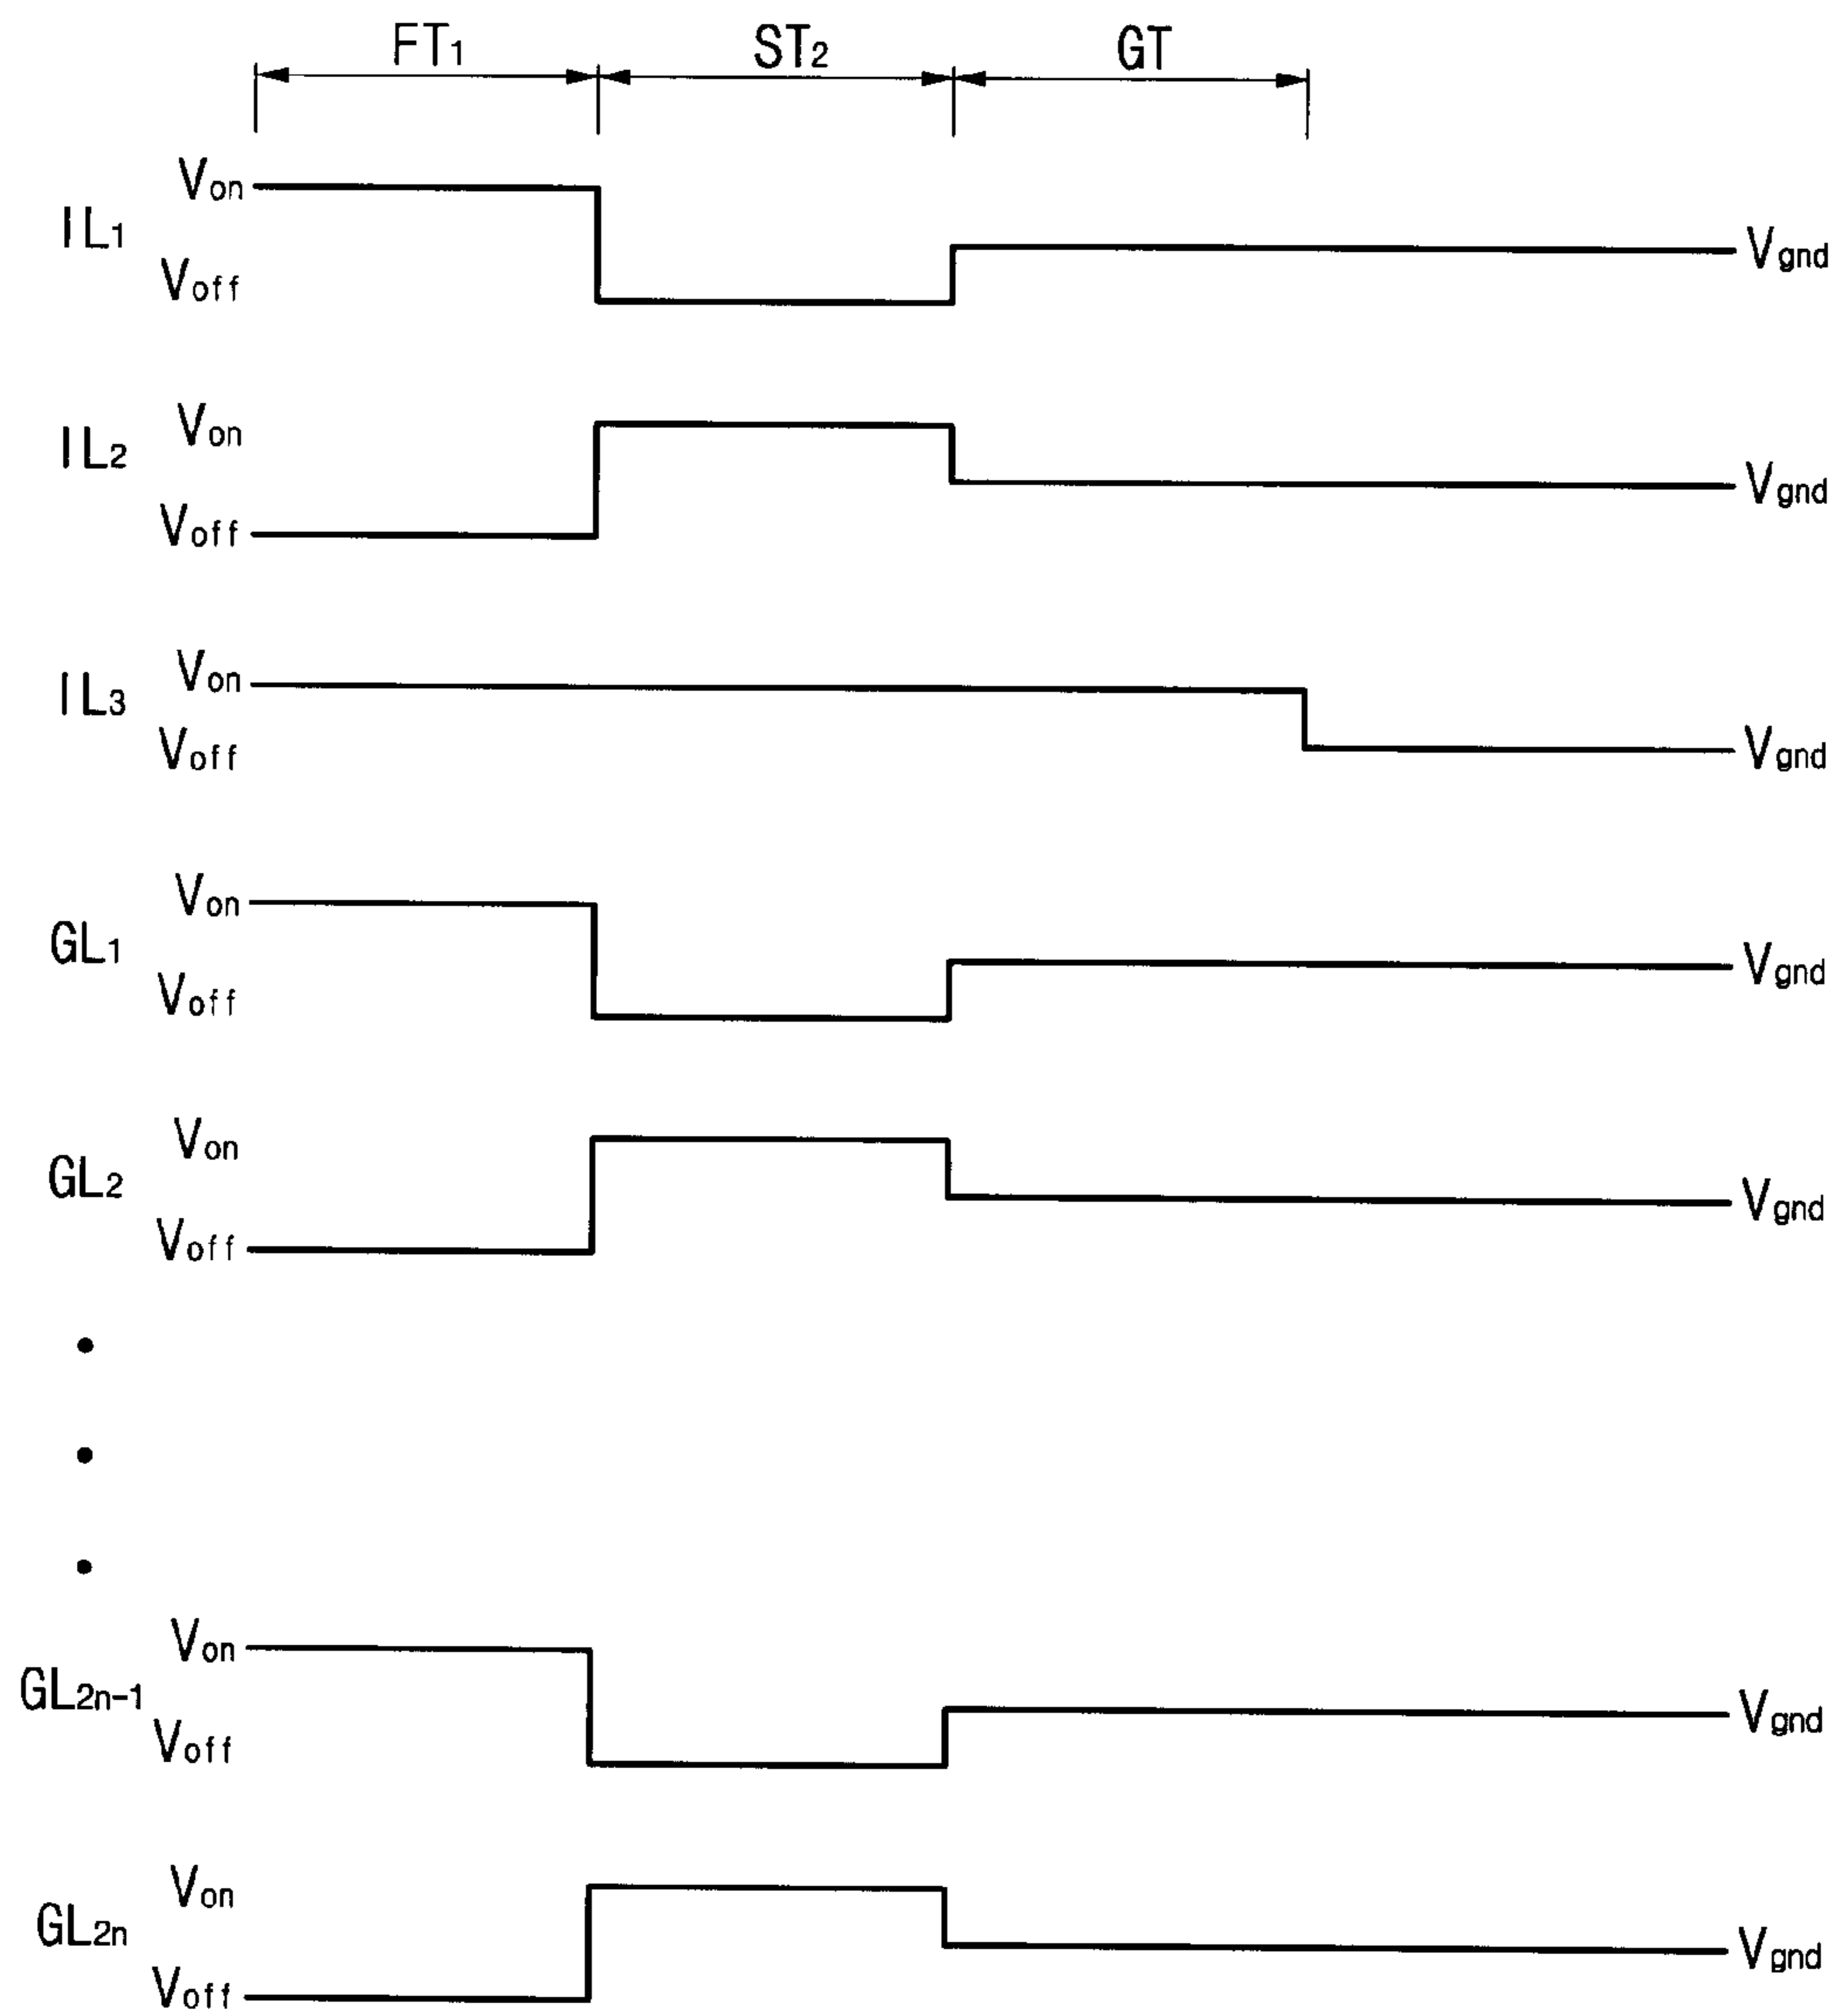 FT1 ST2 GT
Von
IL1
Vgnd
Voff
Von
IL2
Vgnd
Voff
Von
IL3
Voff
Vgnd
Von
GL1
Vgnd
Voff
Von
GL2
Vgnd
Voff
Von
GL2n-1
Vgnd
Voff
Von
GL2n
Vgnd
Voff